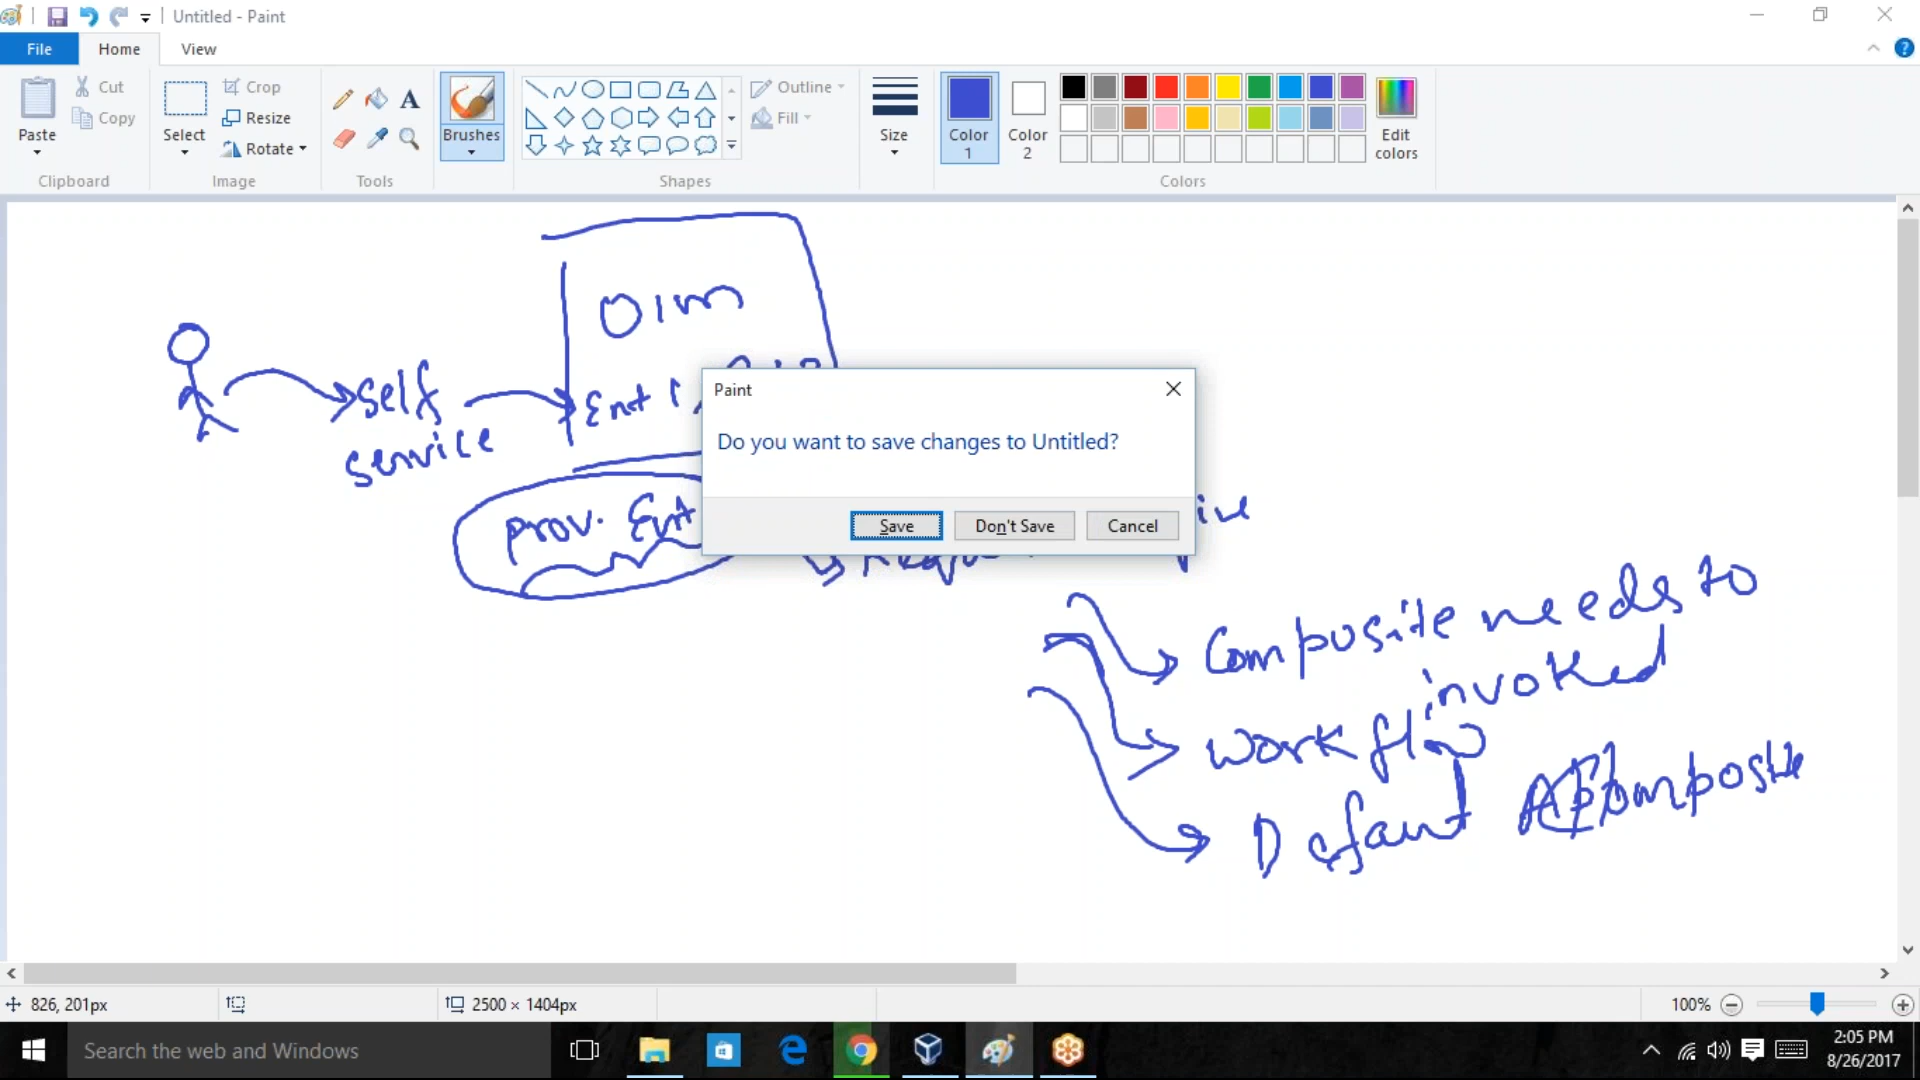 Untitled - Paint
File
Home
View
Paste
Cut
Copy
Clipboard
Select
Crop
Resize
Rotate
Image
A
Tools
Brushes
Shapes
Outline
Fill
Size
Color
1
Color
2
Edit
colors
Colors
OIM
self
service
Ent 1,
prov. Ent
Paint
Do you want to save changes to Untitled?
Save
Don't Save
Cancel
Composite needs to
invoked
workflow
Default
Composite
826, 201px
2500 × 1404px
100%
Search the web and Windows
2:05 PM
8/26/2017